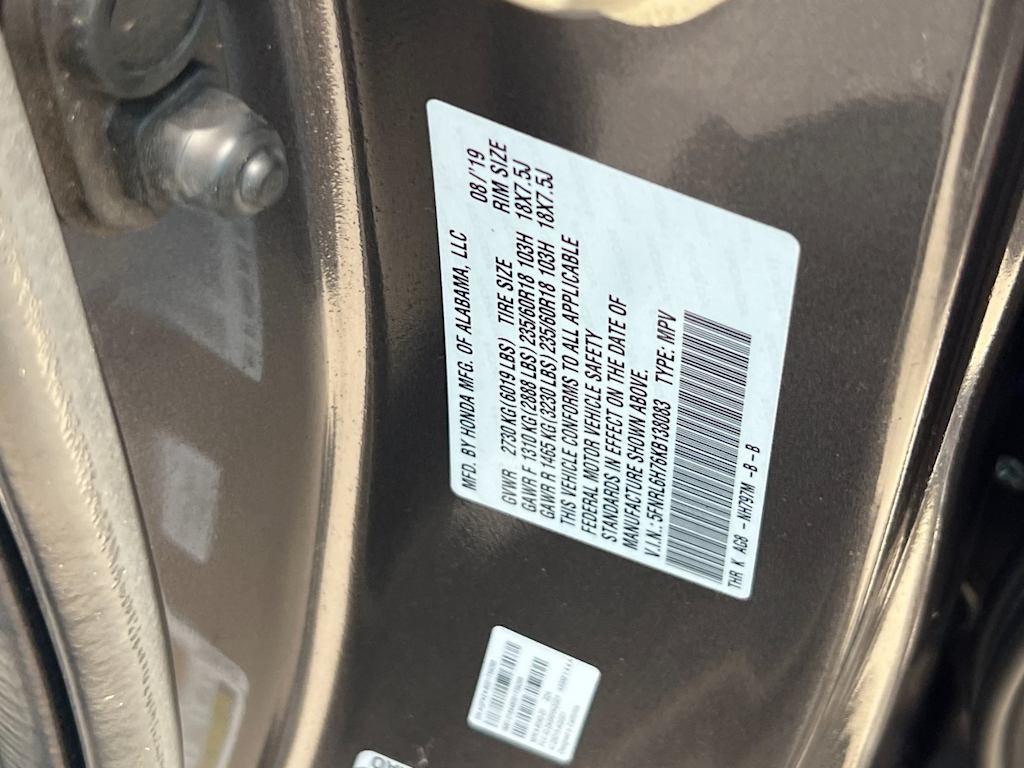 MFD. BY HONDA MFG. OF ALABAMA, LLC 08/'19
GVWR 2730 KG (6019 LBS) TIRE SIZE RIM SIZE
GAWR F 1310 KG (2888 LBS) 235/60R18 103H 18X7.5J
GAWR R 1465 KG (3230 LBS) 235/60R18 103H 18X7.5J
THIS VEHICLE CONFORMS TO ALL APPLICABLE
FEDERAL MOTOR VEHICLE SAFETY
STANDARDS IN EFFECT ON THE DATE OF
MANUFACTURE SHOWN ABOVE.
V.I.N.: 5FNRL6H76KB138083 TYPE: MPV
THR K AG8 - NH797M - B - B